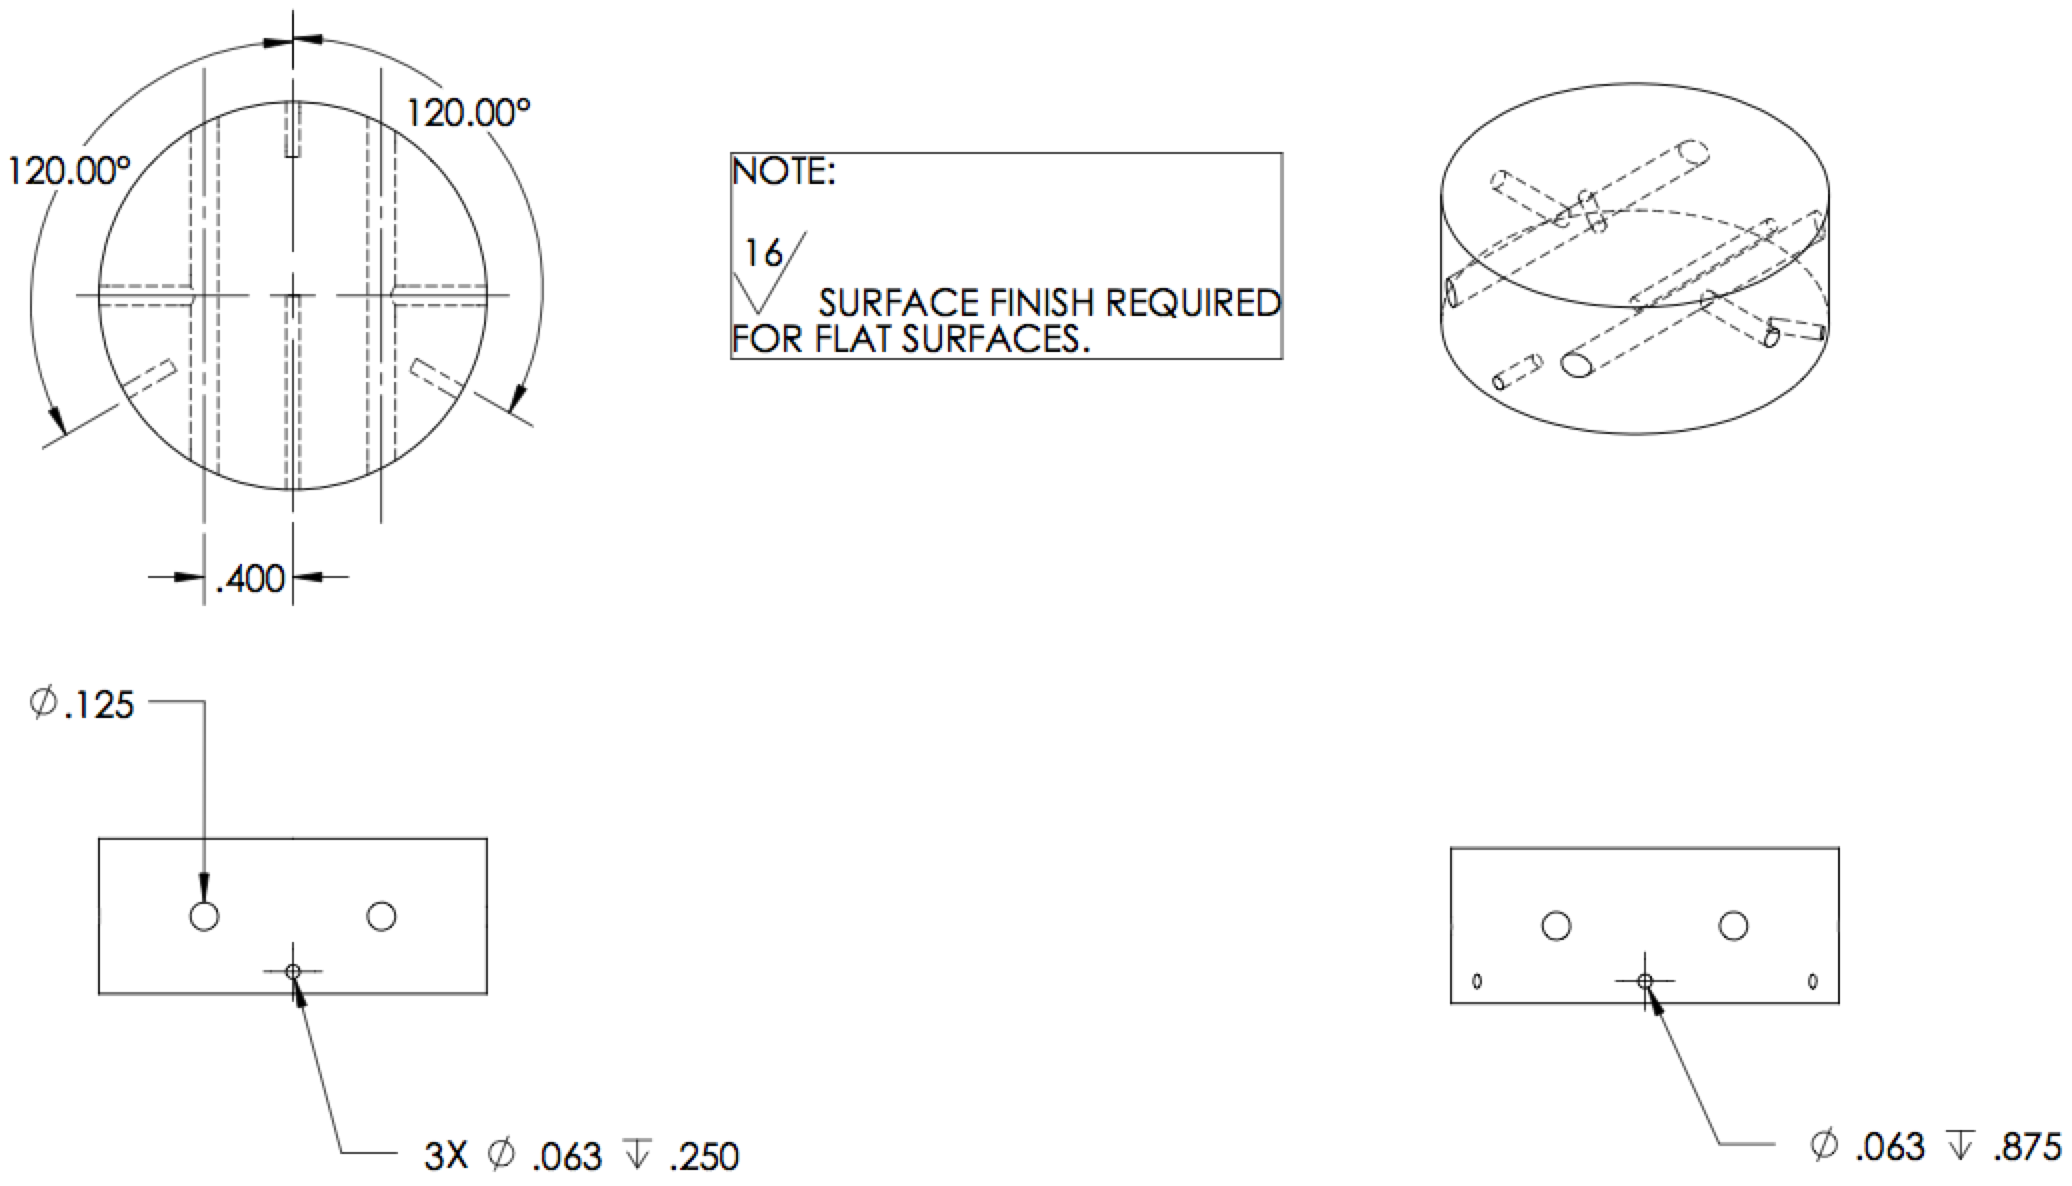 120.00°
120.00°
.400
NOTE:
16
SURFACE FINISH REQUIRED
FOR FLAT SURFACES.
∅.125
3X ∅ .063 ↧ .250
∅ .063 ↧ .875